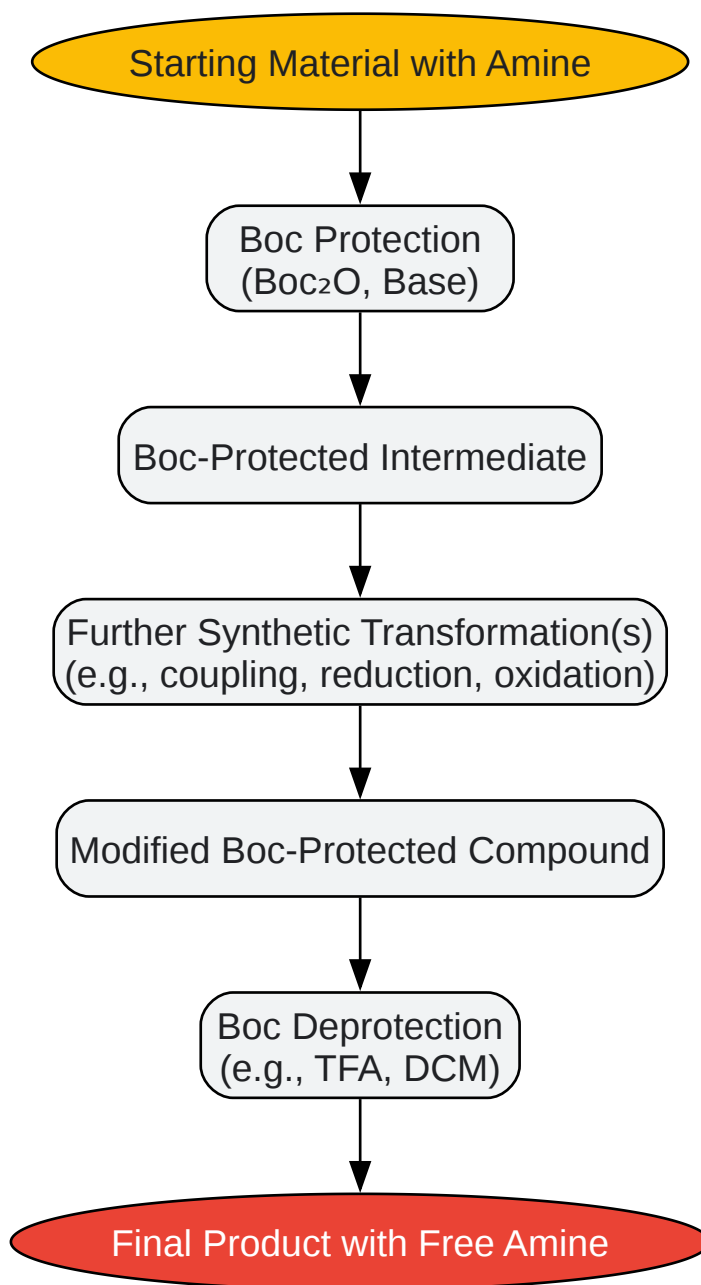 Starting Material with Amine
Boc Protection
(Boc₂O, Base)
Boc-Protected Intermediate
Further Synthetic Transformation(s)
(e.g., coupling, reduction, oxidation)
Modified Boc-Protected Compound
Boc Deprotection
(e.g., TFA, DCM)
Final Product with Free Amine